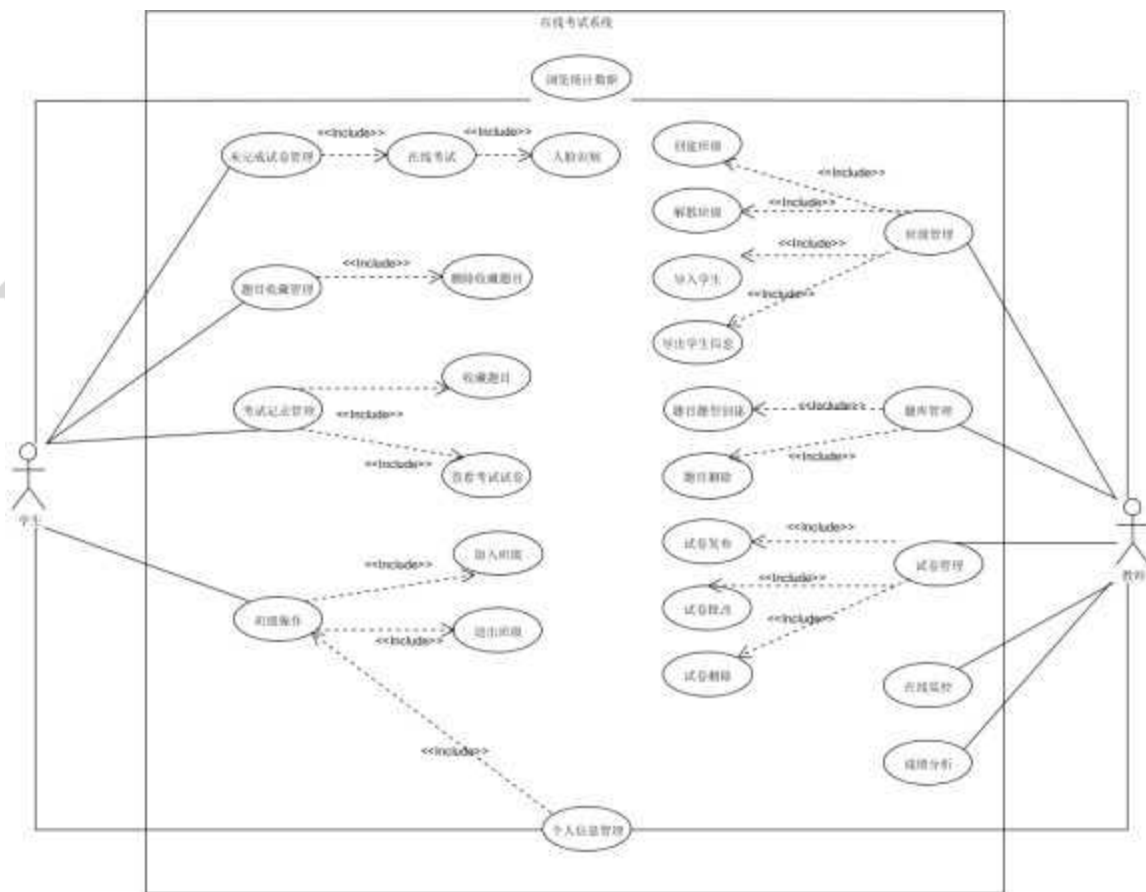 在线考试系统
浏览统计数据
未完成试卷管理
<<Include>>
在线考试
<<Include>>
人脸识别
创建班级
<<Include>>
解散班级
<<Include>>
班级管理
题目收藏管理
<<Include>>
删除收藏题目
导入学生
<<Include>>
<<Include>>
导出学生信息
收藏题目
考试记录管理
<<Include>>
<<Include>>
查看考试试卷
题目题型创建
<<Include>>
题库管理
<<Include>>
题目删除
学生
加入班级
<<Include>>
班级操作
<<Include>>
退出班级
试卷发布
<<Include>>
试卷管理
教师
<<Include>>
试卷修改
<<Include>>
试卷删除
在线监控
<<Include>>
成绩分析
个人信息管理